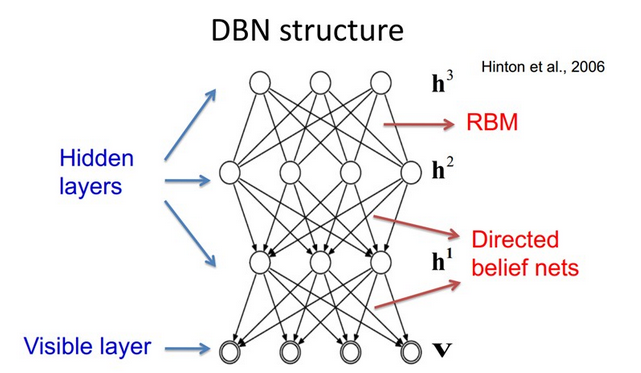 DBN structure
Hinton et al., 2006
h³
RBM
Hidden
layers
h²
Directed
belief nets
h¹
Visible layer
v